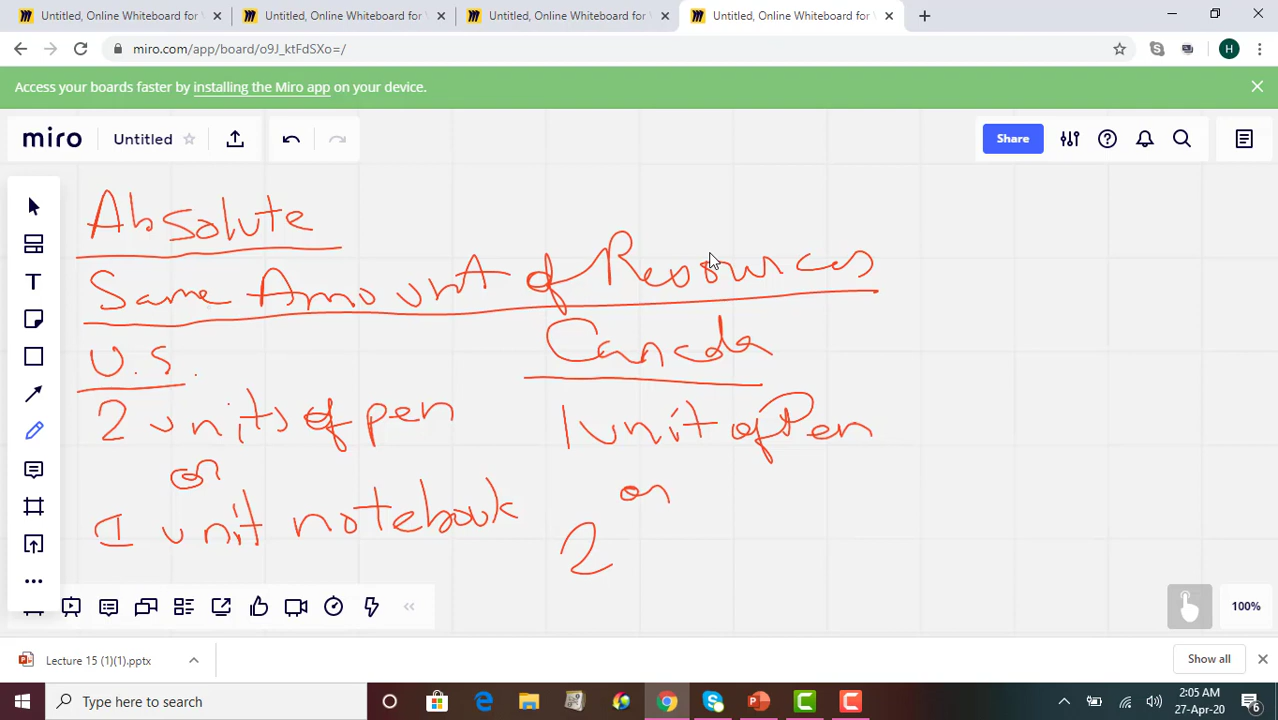 Untitled, Online Whiteboard for
Untitled, Online Whiteboard for
Untitled, Online Whiteboard for
Untitled, Online Whiteboard for
miro.com/app/board/o9J_ktFdSXo=/
H
Access your boards faster by installing the Miro app on your device.
miro
Untitled
Share
Absolute
Same Amount of Resources
U.S.
Canada
2 units of pen
1 unit of Pen
or
or
1 unit notebook
2
100%
Lecture 15 (1)(1).pptx
Show all
Type here to search
2:05 AM
27-Apr-20
6